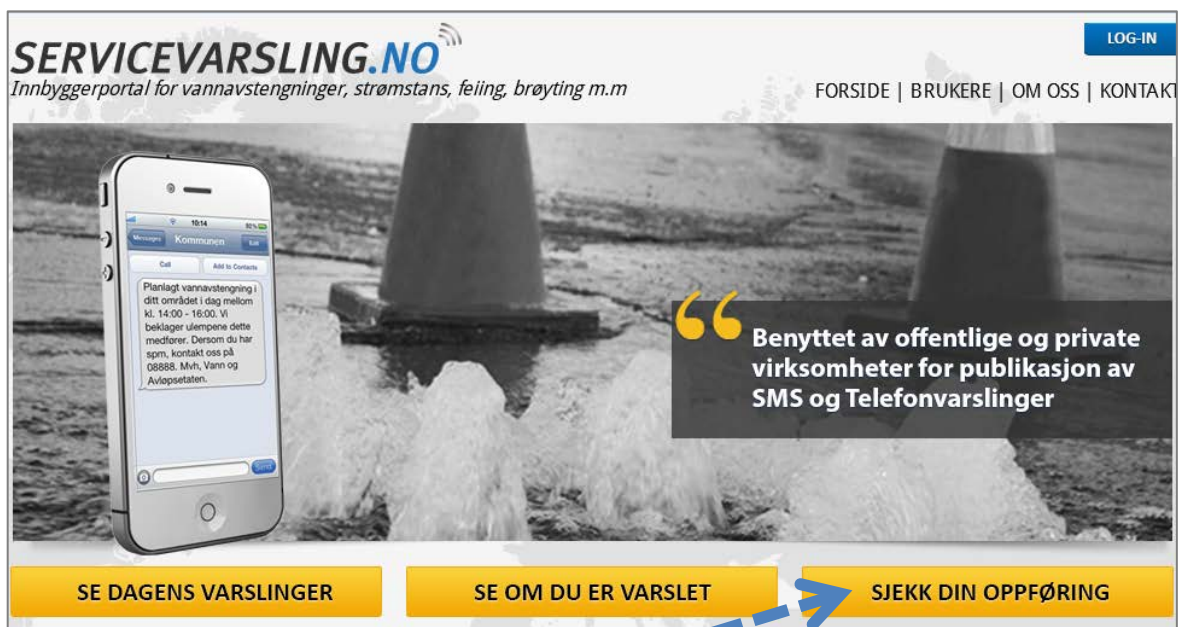 SERVICEVARSLING.NO
LOG-IN
Innbyggerportal for vannavstengninger, strømstans, feiing, brøyting m.m
FORSIDE | BRUKERE | OM OSS | KONTAKT
10:14
82%
Messages
Kommunen
Edit
Call
Add to Contacts
Planlagt vannavstengning i
ditt området i dag mellom
kl. 14:00 - 16:00. Vi
beklager ulempene dette
medfører. Dersom du har
spm, kontakt oss på
08888. Mvh, Vann og
Avløpsetaten.
Send
“
Benyttet av offentlige og private
virksomheter for publikasjon av
SMS og Telefonvarslinger
SE DAGENS VARSLINGER
SE OM DU ER VARSLET
SJEKK DIN OPPFØRING